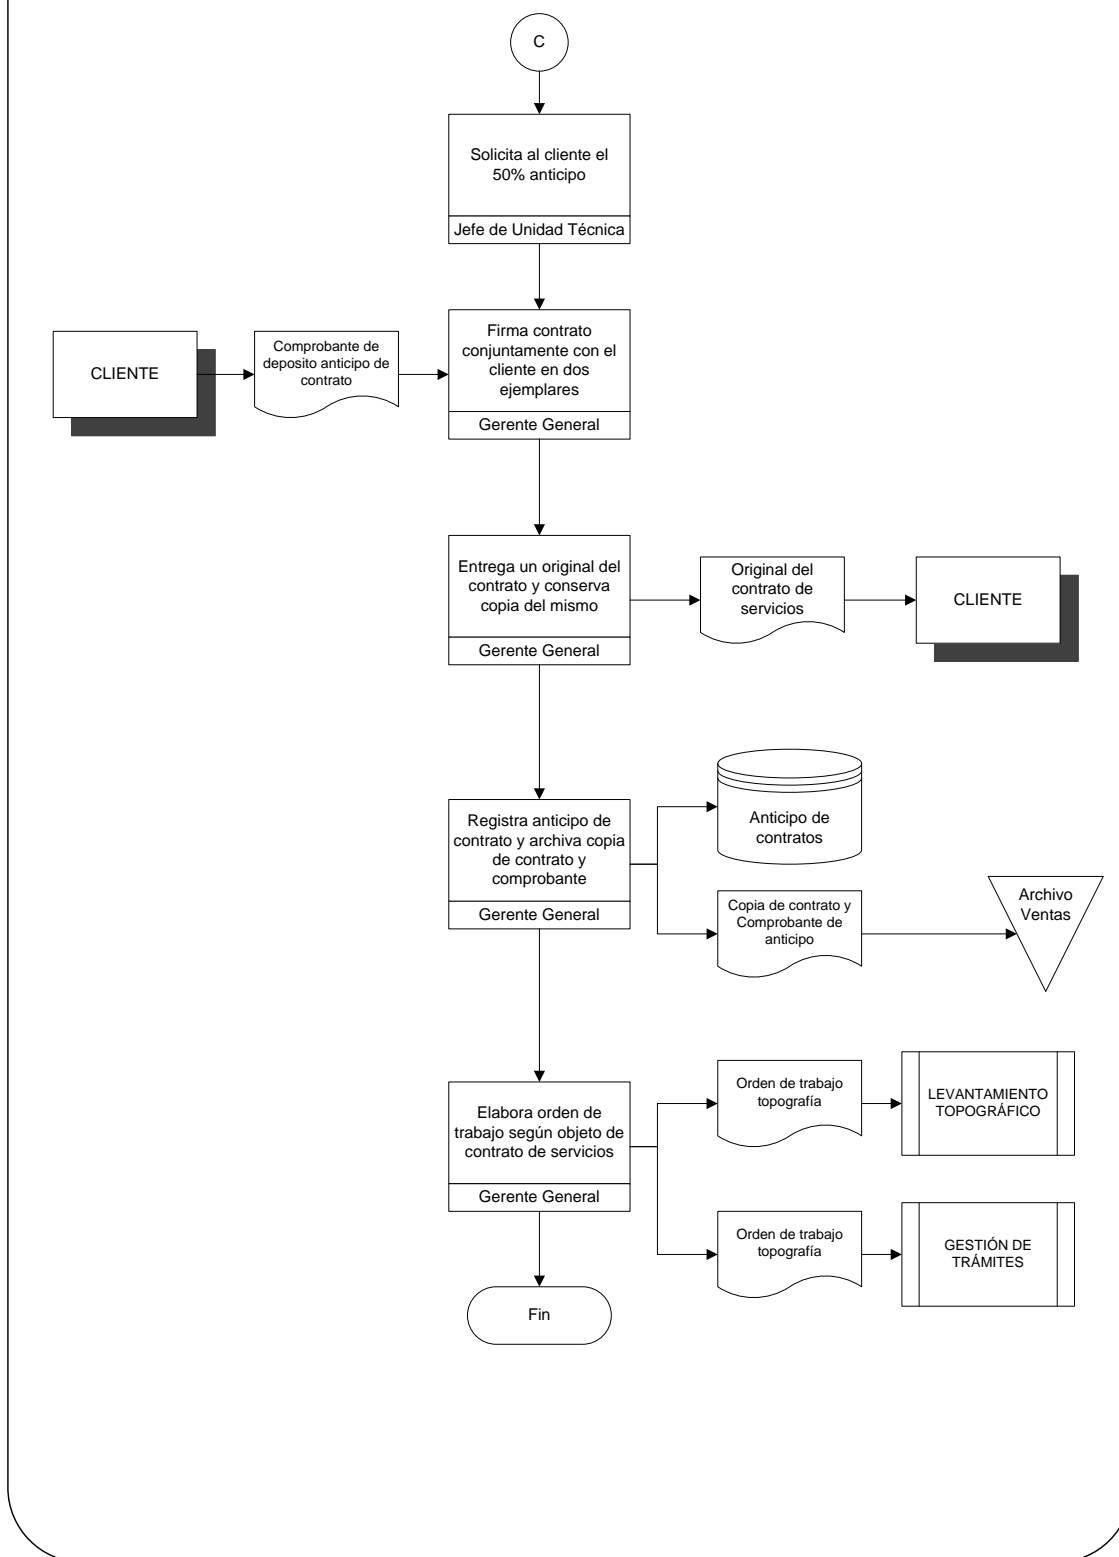 C
Solicita al cliente el
50% anticipo
Jefe de Unidad Técnica
CLIENTE
Comprobante de
deposito anticipo de
contrato
Firma contrato
conjuntamente con el
cliente en dos
ejemplares
Gerente General
Entrega un original del
contrato y conserva
copia del mismo
Gerente General
Original del
contrato de
servicios
CLIENTE
Registra anticipo de
contrato y archiva copia
de contrato y
comprobante
Gerente General
Anticipo de
contratos
Copia de contrato y
Comprobante de
anticipo
Archivo
Ventas
Elabora orden de
trabajo según objeto de
contrato de servicios
Gerente General
Orden de trabajo
topografía
LEVANTAMIENTO
TOPOGRÁFICO
Orden de trabajo
topografía
GESTIÓN DE
TRÁMITES
Fin